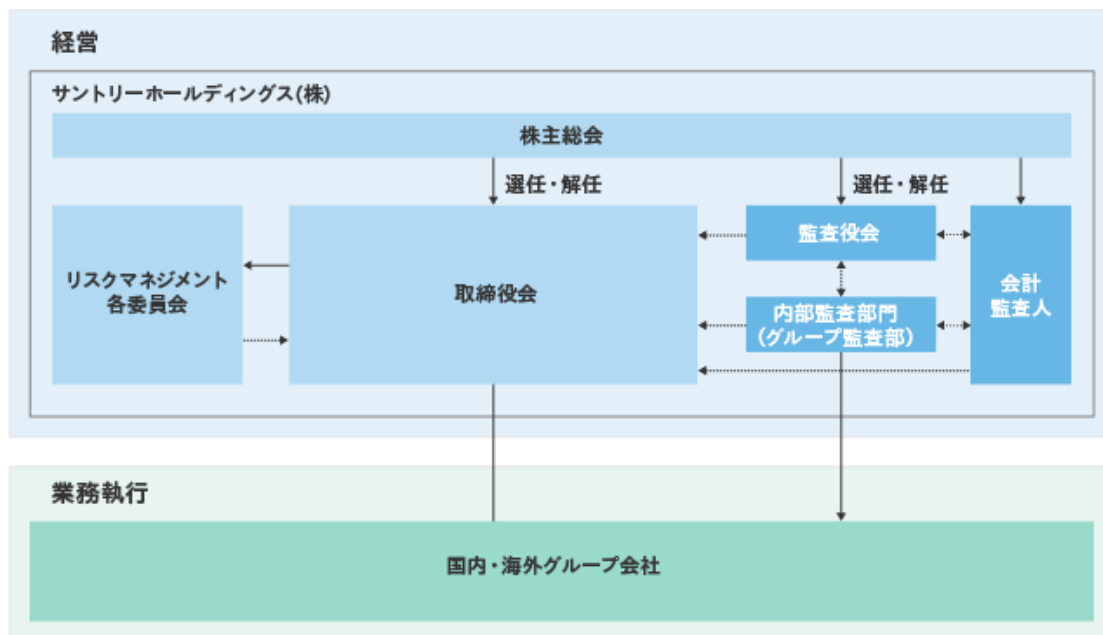 経営
サントリーホールディングス(株)
株主総会
選任・解任
選任・解任
リスクマネジメント
各委員会
取締役会
監査役会
内部監査部門
(グループ監査部)
会計
監査人
業務執行
国内・海外グループ会社